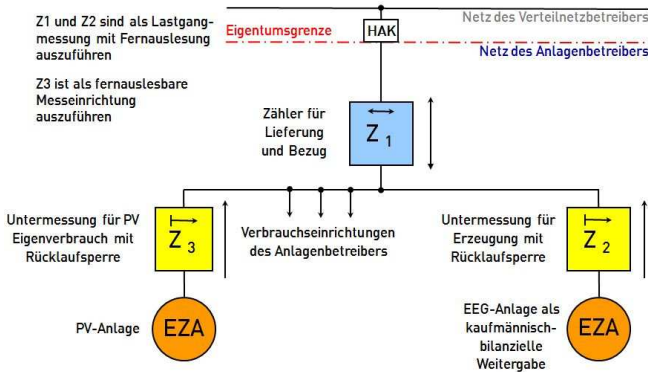 Z1 und Z2 sind als Lastgang-
messung mit Fernauslesung
auszuführen
Z3 ist als fernauslesbare
Messeinrichtung
auszuführen
Eigentumsgrenze
HAK
Netz des Verteilnetzbetreibers
Netz des Anlagenbetreibers
Zähler für
Lieferung
und Bezug
Z 1
Untermessung für PV
Eigenverbrauch mit
Rücklaufsperre
Z 3
Verbrauchseinrichtungen
des Anlagenbetreibers
Untermessung für
Erzeugung mit
Rücklaufsperre
Z 2
PV-Anlage
EZA
EEG-Anlage als
kaufmännisch-
bilanzielle
Weitergabe
EZA